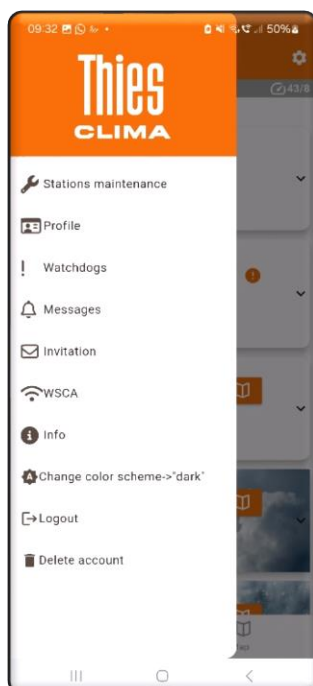 09:32
50%
Thies
CLIMA
43/8
Stations maintenance
Profile
Watchdogs
Messages
Invitation
WSCA
Info
Change color scheme->"dark"
Logout
Delete account